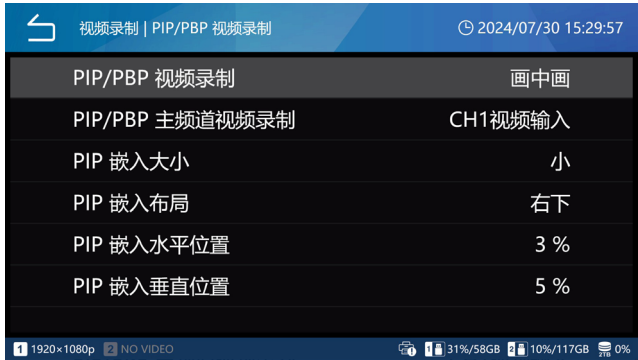 视频录制 | PIP/PBP 视频录制 2024/07/30 15:29:57
PIP/PBP 视频录制 画中画
PIP/PBP 主频道视频录制 CH1视频输入
PIP 嵌入大小 小
PIP 嵌入布局 右下
PIP 嵌入水平位置 3 %
PIP 嵌入垂直位置 5 %
1 1920×1080p 2 NO VIDEO 1 31%/58GB 2 10%/117GB 2TB 0%